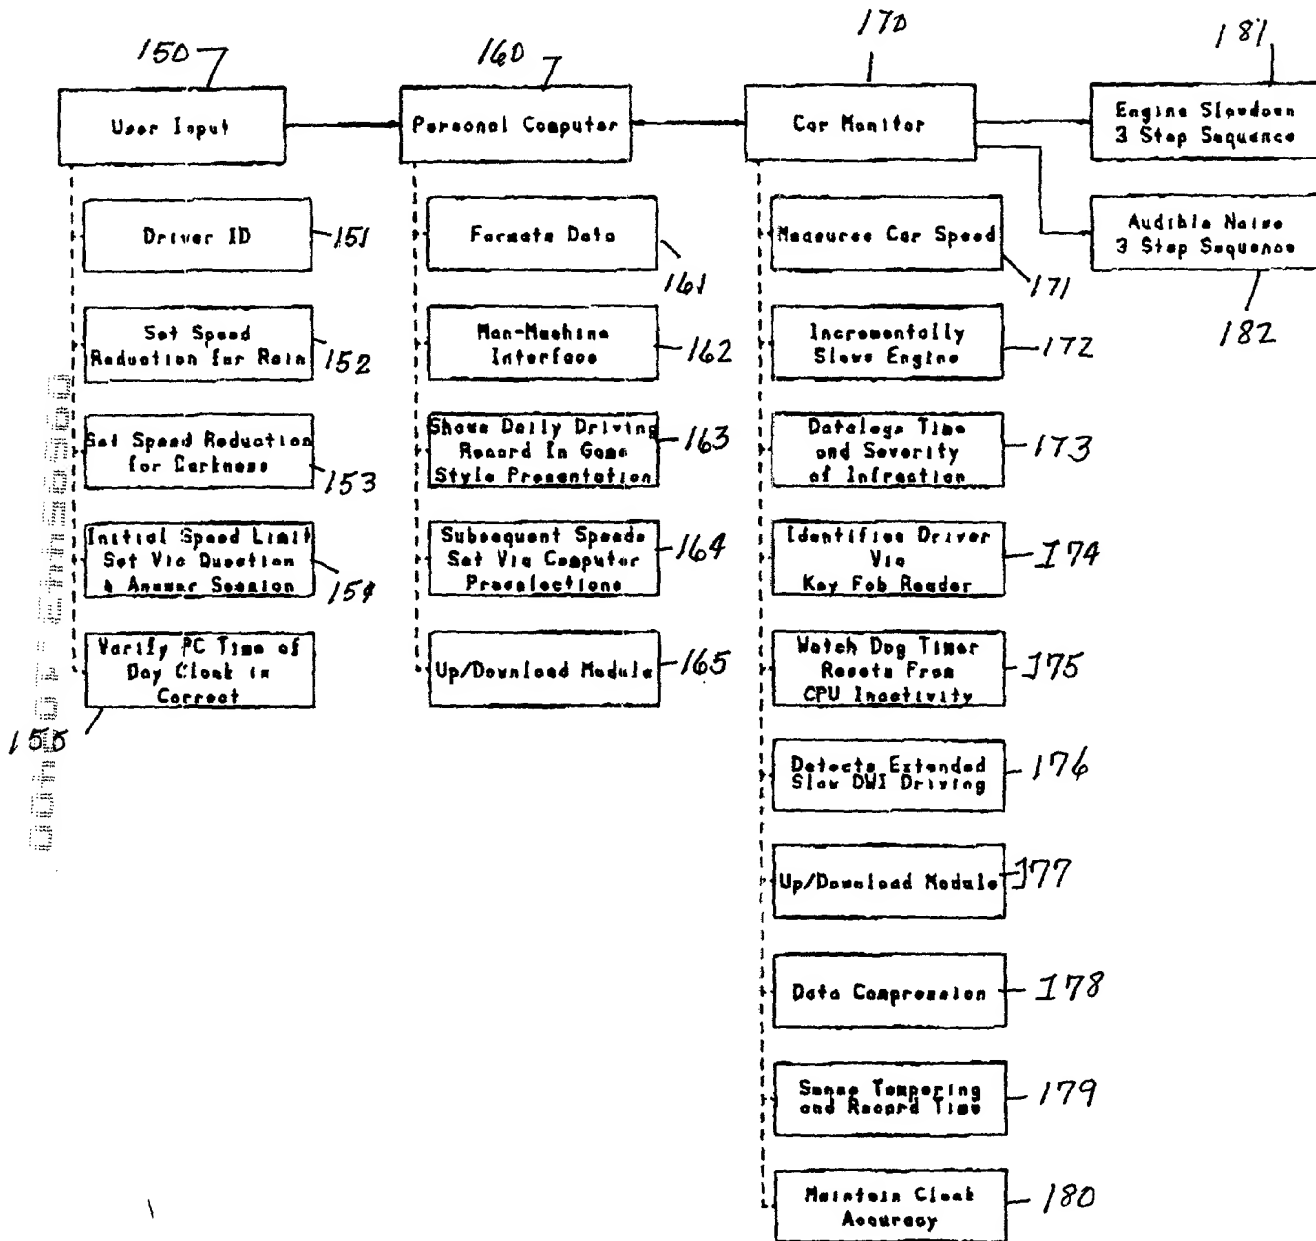 150
160
170
181
User Input
Personal Computer
Car Monitor
Engine Slowdown
3 Step Sequence
Audible Noise
3 Step Sequence
182
Driver ID
151
Set Speed
Reduction for Rain
152
Set Speed Reduction
for Darkness
153
Initial Speed Limit
Set Via Question
& Answer Session
154
Verify PC Time of
Day Clock is
Correct
155
Formats Data
161
Man-Machine
Interface
162
Shows Daily Driving
Record In Game
Style Presentation
163
Subsequent Speeds
Set Via Computer
Preselections
164
Up/Download Module
165
Measures Car Speed
171
Incrementally
Slows Engine
172
Datalogs Time
and Severity
of Infraction
173
Identifies Driver
Via
Key Fob Reader
174
Watch Dog Timer
Resets From
CPU Inactivity
175
Detects Extended
Slow DWI Driving
176
Up/Download Module
177
Data Compression
178
Sense Tampering
and Record Time
179
Maintain Clock
Accuracy
180